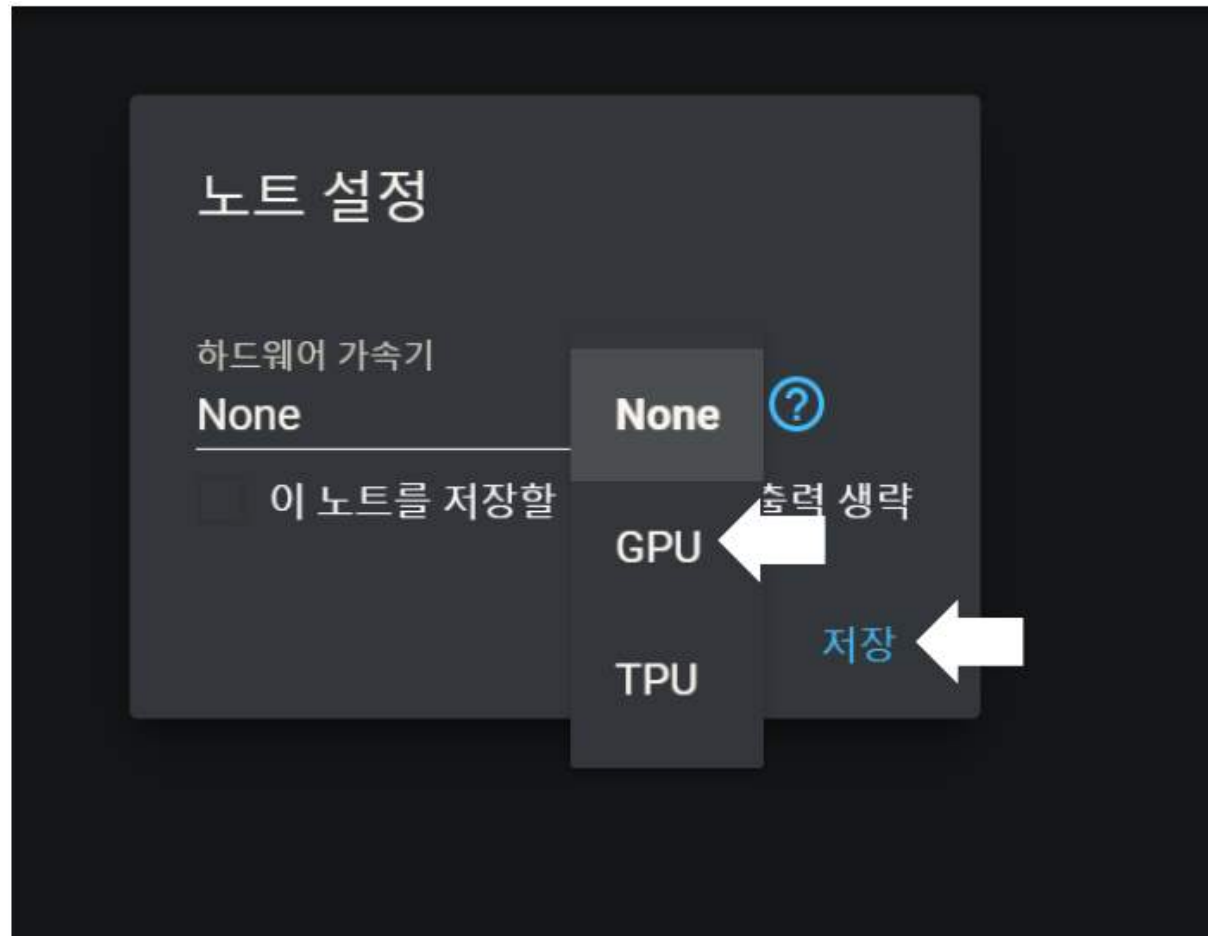 노트 설정
하드웨어 가속기
None
None
이 노트를 저장할 출력 생략
GPU
저장
TPU